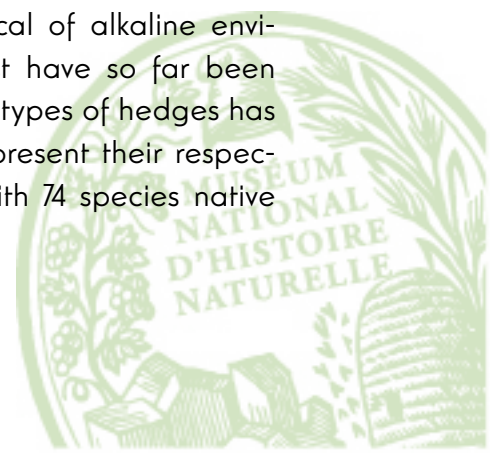 cal of alkaline envi-
t have so far been
types of hedges has
present their respec-
ith 74 species native
MUSÉUM
NATIONAL
D'HISTOIRE
NATURELLE